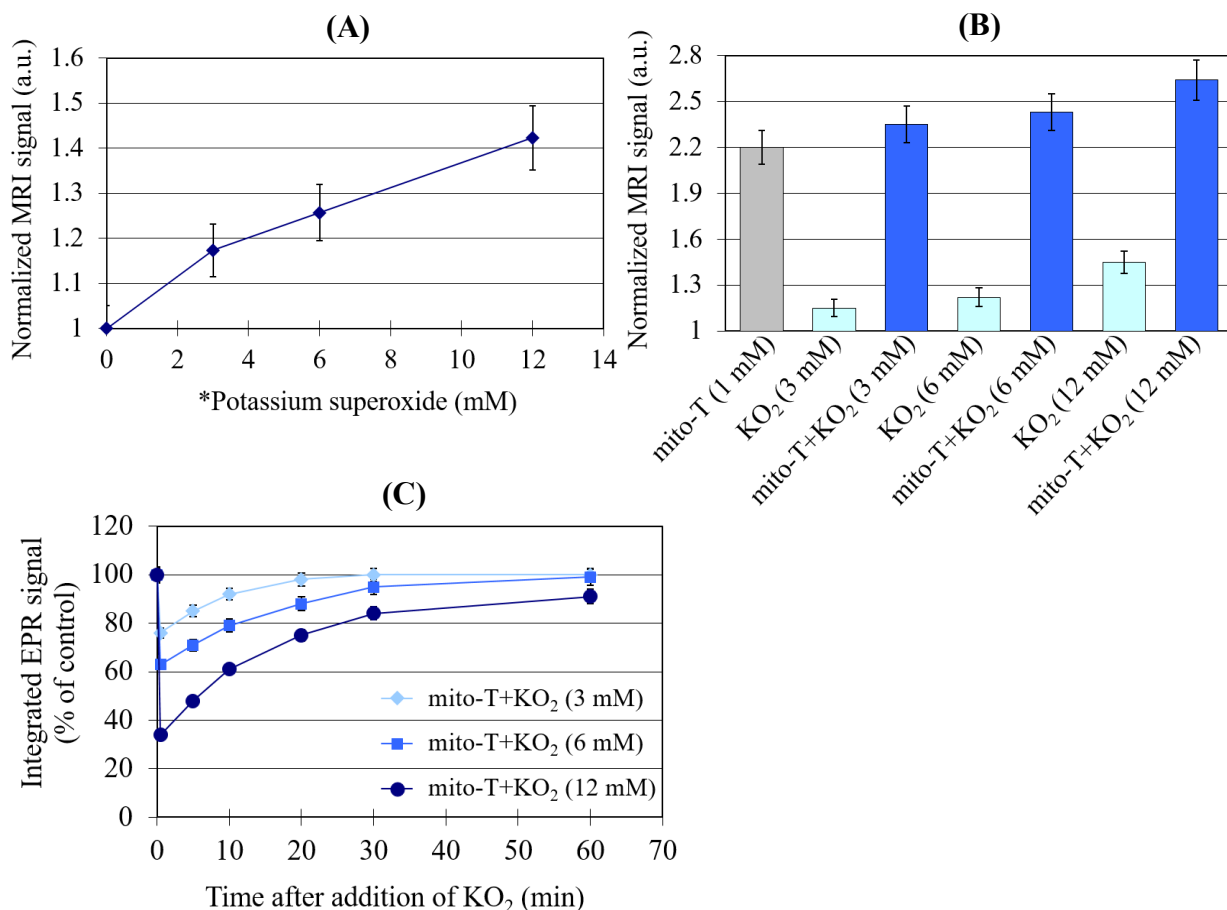 (A)
Normalized MRI signal (a.u.)
1.6
1.5
1.4
1.3
1.2
1.1
1
0 2 4 6 8 10 12 14
*Potassium superoxide (mM)
(B)
Normalized MRI signal (a.u.)
2.8
2.5
2.2
1.9
1.6
1.3
1
mito-T (1 mM)
KO₂ (3 mM)
mito-T+KO₂ (3 mM)
KO₂ (6 mM)
mito-T+KO₂ (6 mM)
KO₂ (12 mM)
mito-T+KO₂ (12 mM)
(C)
Integrated EPR signal
(% of control)
120
100
80
60
40
20
0
mito-T+KO₂ (3 mM)
mito-T+KO₂ (6 mM)
mito-T+KO₂ (12 mM)
0 10 20 30 40 50 60 70
Time after addition of KO₂ (min)